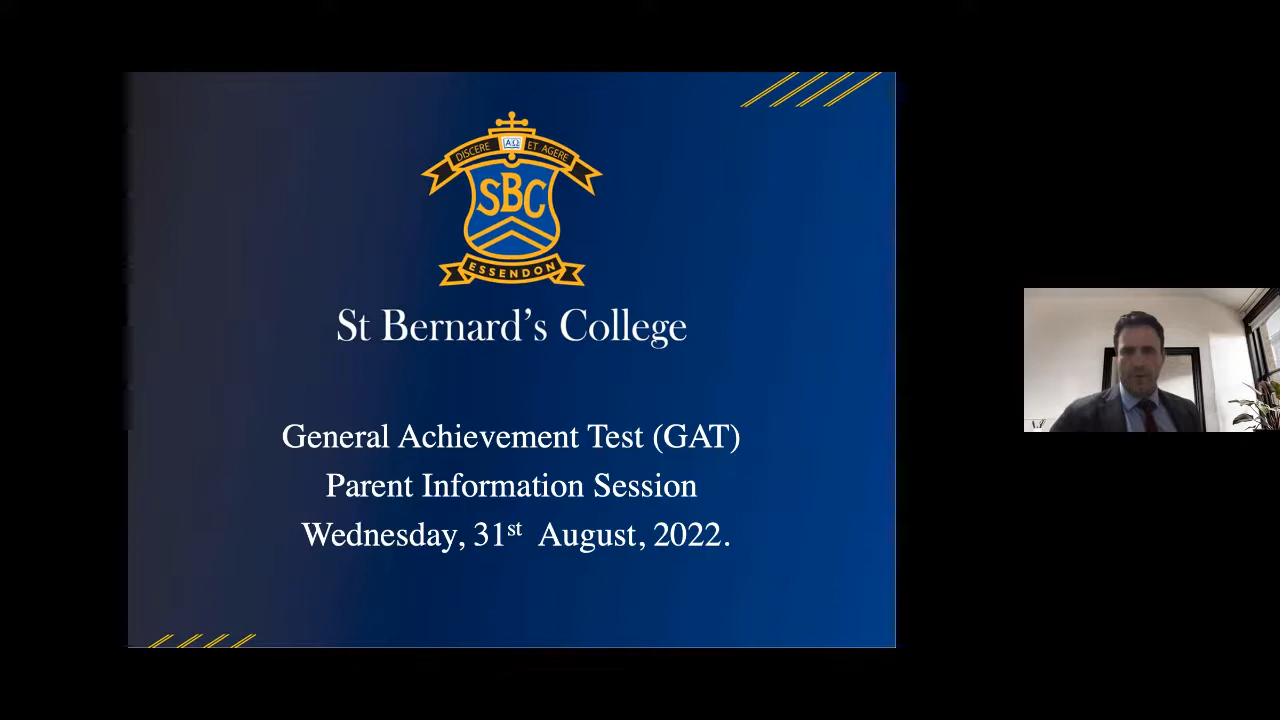 DISCERE ΑΩ ET AGERE
SBC
ESSENDON
St Bernard's College
General Achievement Test (GAT)
Parent Information Session
Wednesday, 31st August, 2022.